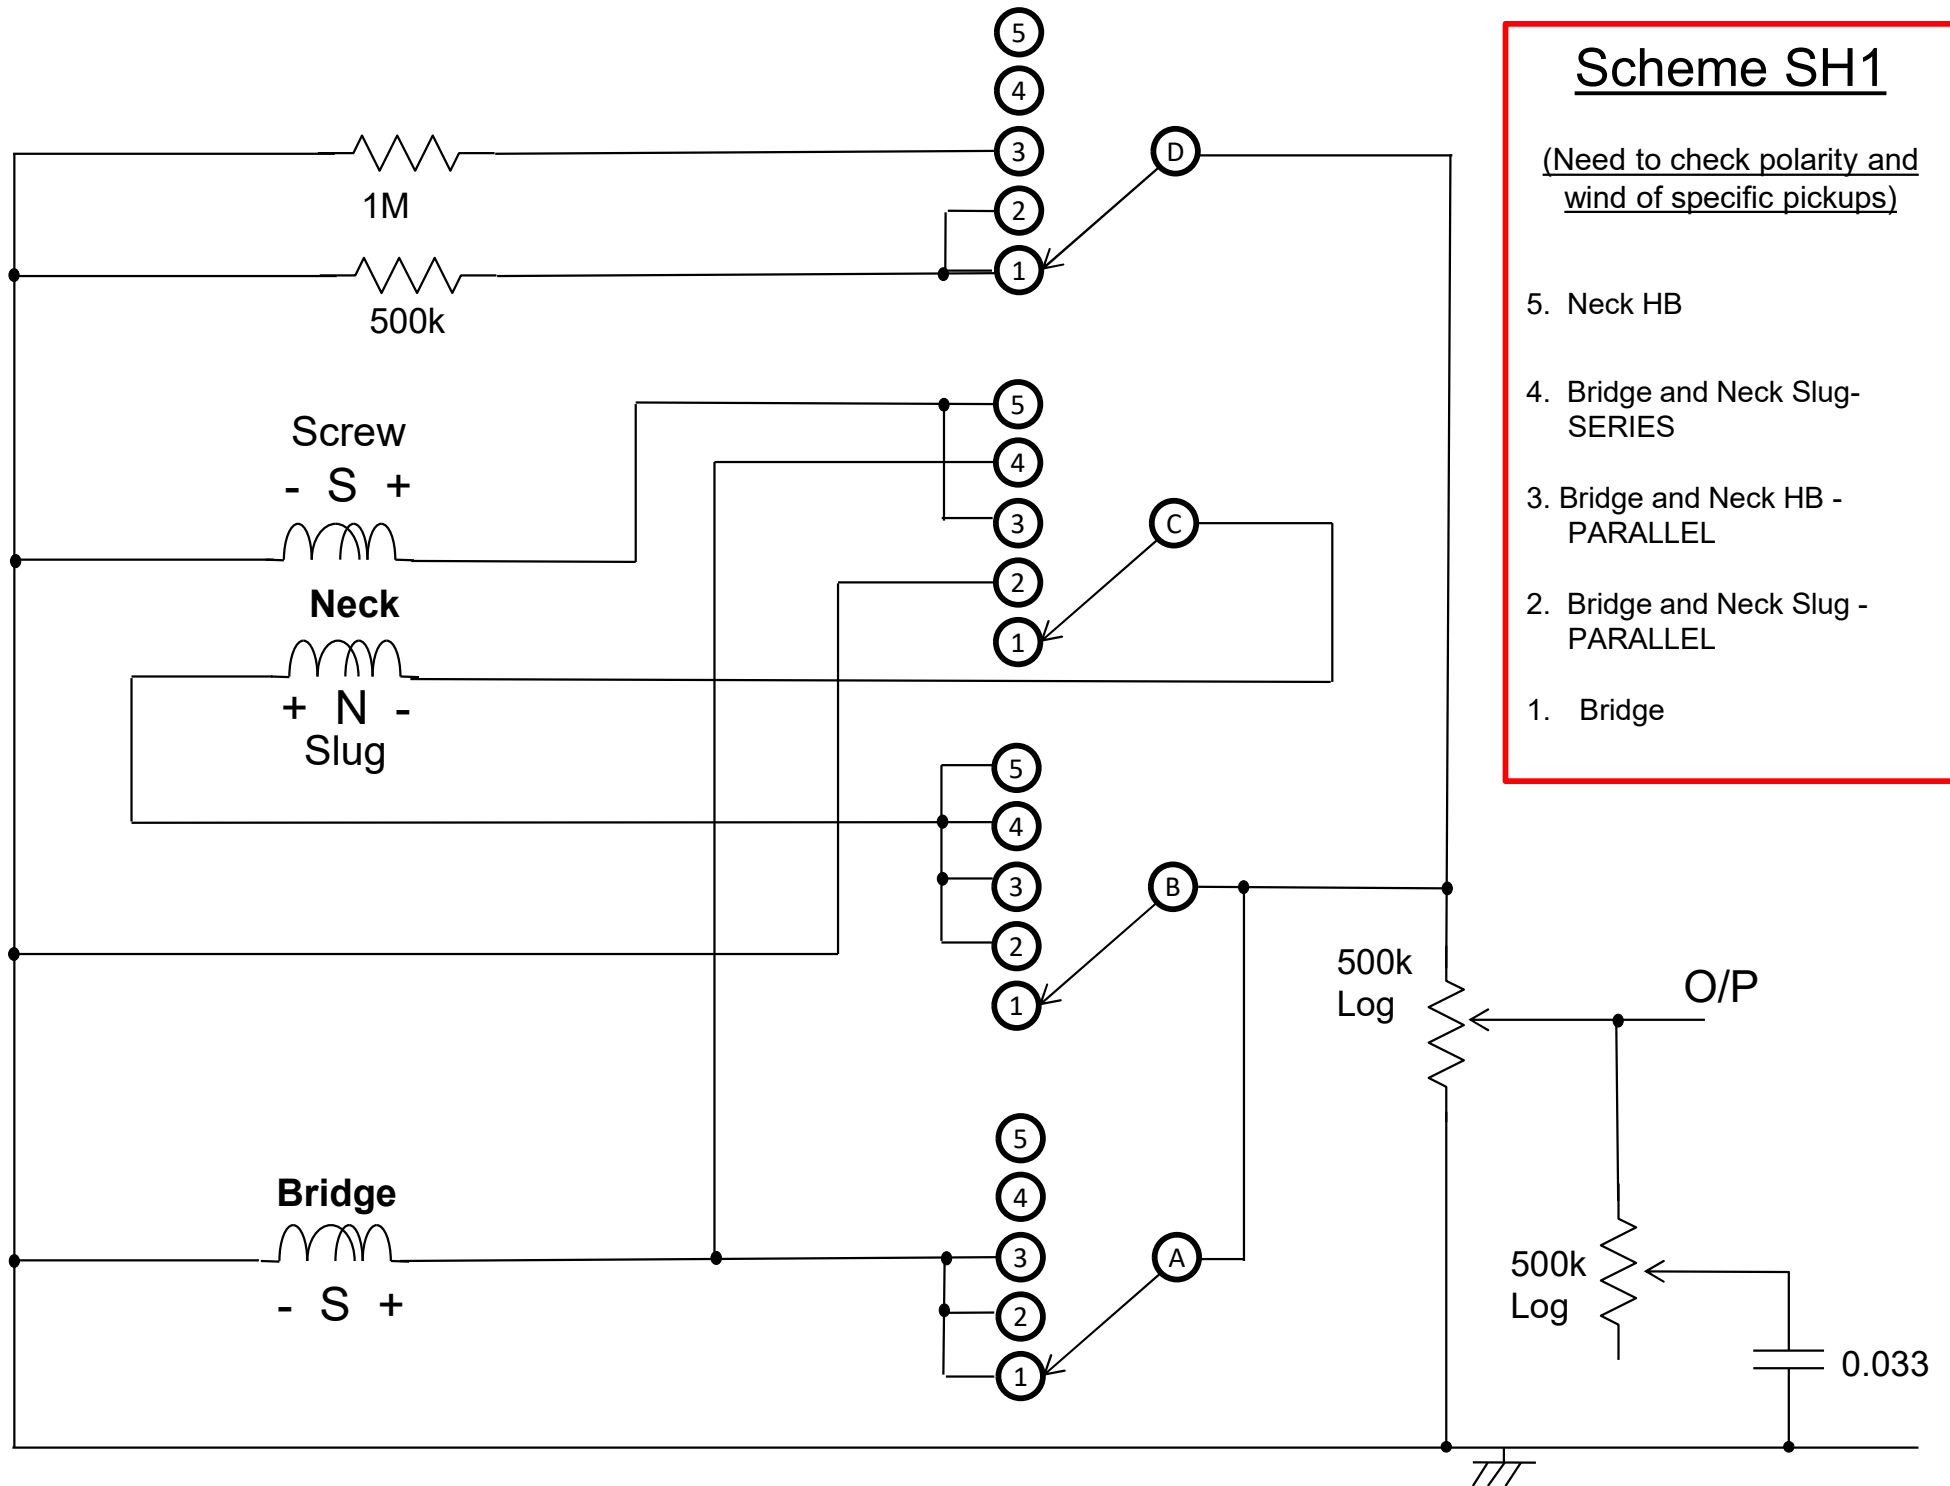 Scheme SH1
(Need to check polarity and
wind of specific pickups)
5. Neck HB
4. Bridge and Neck Slug-
SERIES
3. Bridge and Neck HB -
PARALLEL
2. Bridge and Neck Slug -
PARALLEL
1. Bridge
5
4
3
2
1
D
1M
500k
Screw
- S +
Neck
+ N -
Slug
5
4
3
2
1
C
5
4
3
2
1
B
500k
Log
O/P
Bridge
- S +
5
4
3
2
1
A
500k
Log
0.033